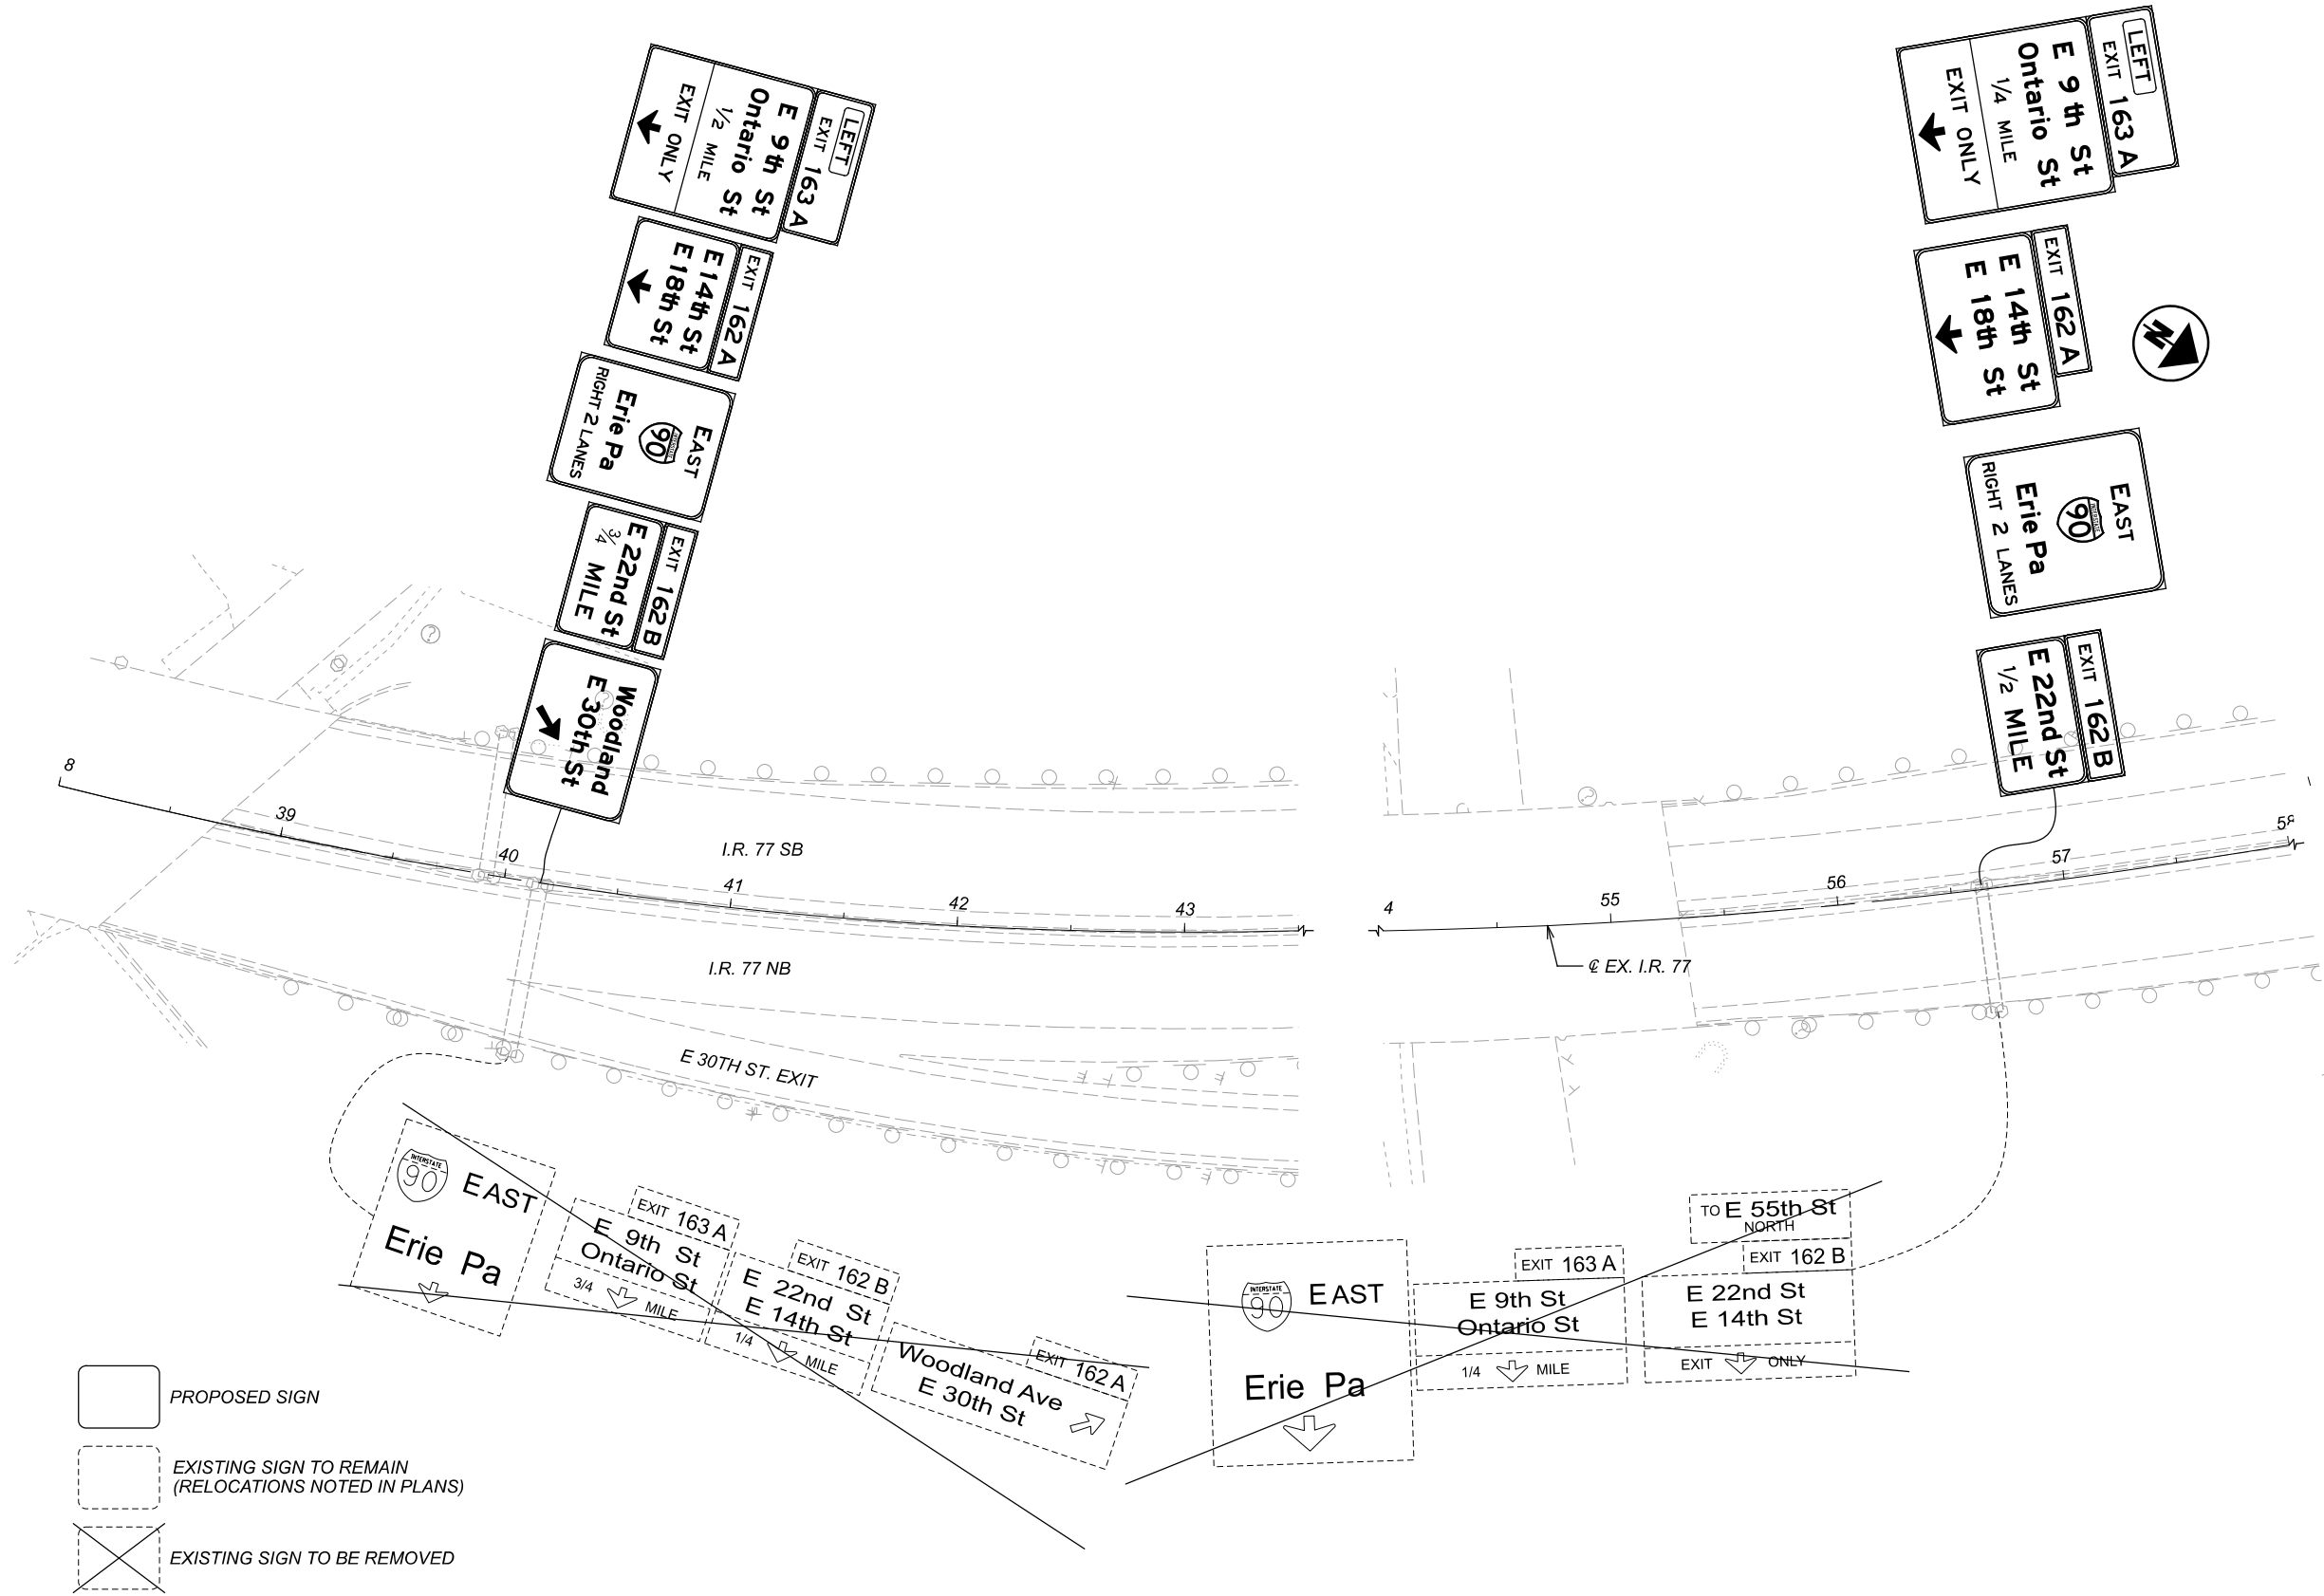 LEFT
EXIT 163 A
E 9th St
Ontario St
1/2 MILE
EXIT ONLY
EXIT 162 A
E 14th St
E 18th St
EAST
INTERSTATE
90
Erie Pa
RIGHT 2 LANES
EXIT 162 B
E 22nd St
3/4 MILE
Woodland
E 30th St
LEFT
EXIT 163 A
E 9 th St
Ontario St
1/4 MILE
EXIT ONLY
EXIT 162 A
E 14th St
E 18th St
N
EAST
INTERSTATE
90
Erie Pa
RIGHT 2 LANES
EXIT 162 B
E 22nd St
1/2 MILE
8
39
40
41
42
43
4
55
56
57
58
I.R. 77 SB
I.R. 77 NB
℄ EX. I.R. 77
E 30TH ST. EXIT
INTERSTATE
90 EAST
Erie Pa
EXIT 163 A
E 9th St
Ontario St
3/4 MILE
EXIT 162 B
E 22nd St
E 14th St
1/4 MILE
EXIT 162 A
Woodland Ave
E 30th St
INTERSTATE
90 EAST
Erie Pa
EXIT 163 A
E 9th St
Ontario St
1/4 MILE
TO E 55th St
NORTH
EXIT 162 B
E 22nd St
E 14th St
EXIT ONLY
PROPOSED SIGN
EXISTING SIGN TO REMAIN
(RELOCATIONS NOTED IN PLANS)
EXISTING SIGN TO BE REMOVED